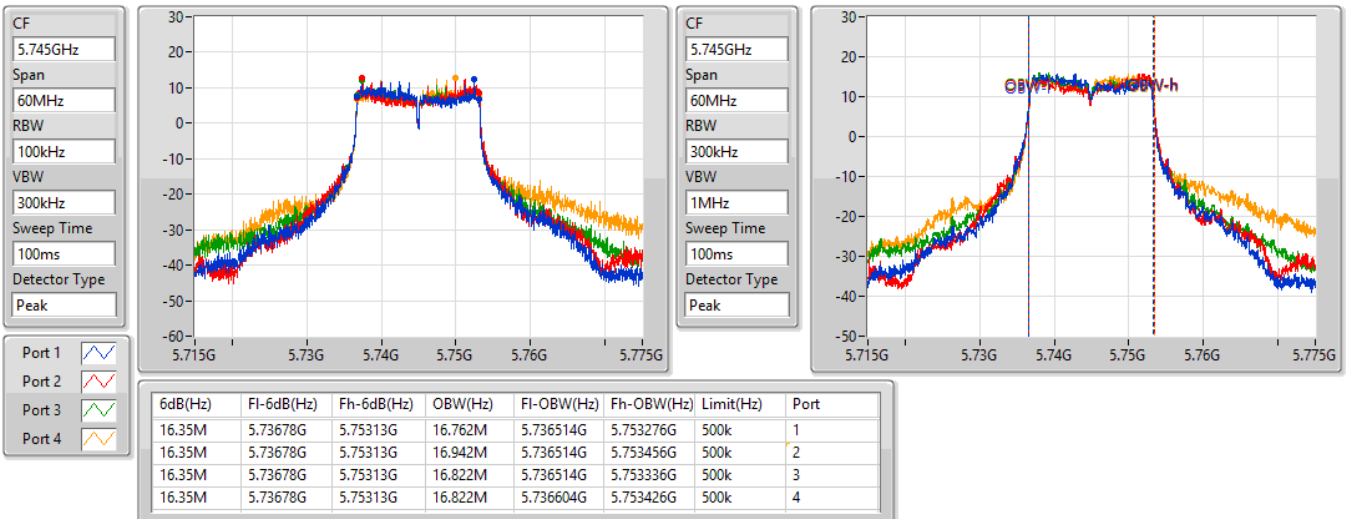 CF
5.745GHz
Span
60MHz
RBW
100kHz
VBW
300kHz
Sweep Time
100ms
Detector Type
Peak
30
20
10
0
-10
-20
-30
-40
-50
-60
5.715G 5.73G 5.74G 5.75G 5.76G 5.775G
CF
5.745GHz
Span
60MHz
RBW
300kHz
VBW
1MHz
Sweep Time
100ms
Detector Type
Peak
30
20
10
0
-10
-20
-30
-40
-50
OBW-h
5.715G 5.73G 5.74G 5.75G 5.76G 5.775G
Port 1
Port 2
Port 3
Port 4
6dB(Hz) Fl-6dB(Hz) Fh-6dB(Hz) OBW(Hz) Fl-OBW(Hz) Fh-OBW(Hz) Limit(Hz) Port
16.35M 5.73678G 5.75313G 16.762M 5.736514G 5.753276G 500k 1
16.35M 5.73678G 5.75313G 16.942M 5.736514G 5.753456G 500k 2
16.35M 5.73678G 5.75313G 16.822M 5.736514G 5.753336G 500k 3
16.35M 5.73678G 5.75313G 16.822M 5.736604G 5.753426G 500k 4